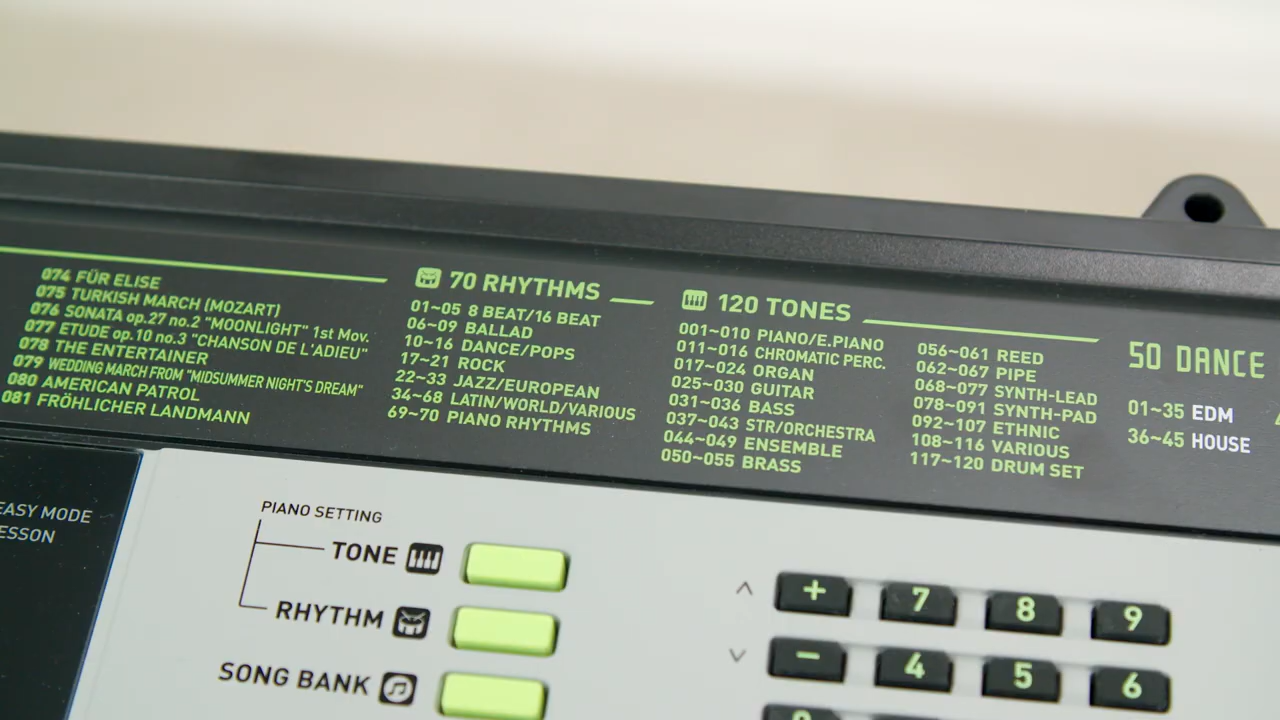 074 FÜR ELISE
075 TURKISH MARCH (MOZART)
076 SONATA op.27 no.2 "MOONLIGHT" 1st Mov.
077 ETUDE op.10 no.3 "CHANSON DE L'ADIEU"
078 THE ENTERTAINER
079 WEDDING MARCH FROM "MIDSUMMER NIGHT'S DREAM"
080 AMERICAN PATROL
081 FRÖHLICHER LANDMANN
70 RHYTHMS
01~05 8 BEAT/16 BEAT
06~09 BALLAD
10~16 DANCE/POPS
17~21 ROCK
22~33 JAZZ/EUROPEAN
34~68 LATIN/WORLD/VARIOUS
69~70 PIANO RHYTHMS
120 TONES
001~010 PIANO/E.PIANO
011~016 CHROMATIC PERC.
017~024 ORGAN
025~030 GUITAR
031~036 BASS
037~043 STR/ORCHESTRA
044~049 ENSEMBLE
050~055 BRASS
056~061 REED
062~067 PIPE
068~077 SYNTH-LEAD
078~091 SYNTH-PAD
092~107 ETHNIC
108~116 VARIOUS
117~120 DRUM SET
50 DANCE
01~35 EDM
36~45 HOUSE
EASY MODE
ESSON
PIANO SETTING
TONE
RHYTHM
SONG BANK
+ 7 8 9
− 4 5 6